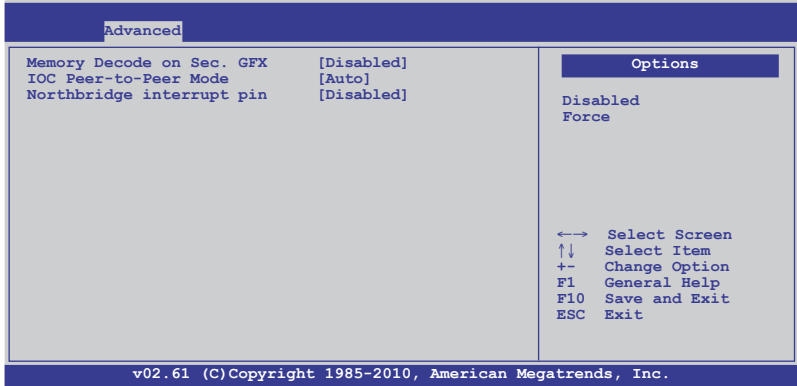 Advanced
Memory Decode on Sec. GFX [Disabled]
IOC Peer-to-Peer Mode [Auto]
Northbridge interrupt pin [Disabled]
Options
Disabled
Force
←→ Select Screen
↑↓ Select Item
+- Change Option
F1 General Help
F10 Save and Exit
ESC Exit
v02.61 (C)Copyright 1985-2010, American Megatrends, Inc.